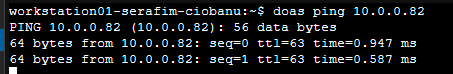 workstation01-serafim-ciobanu:~$ doas ping 10.0.0.82
PING 10.0.0.82 (10.0.0.82): 56 data bytes
64 bytes from 10.0.0.82: seq=0 ttl=63 time=0.947 ms
64 bytes from 10.0.0.82: seq=1 ttl=63 time=0.587 ms